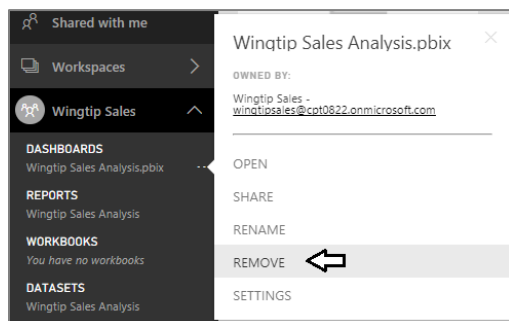 Shared with me
Workspaces
Wingtip Sales
DASHBOARDS
Wingtip Sales Analysis.pbix
REPORTS
Wingtip Sales Analysis
WORKBOOKS
You have no workbooks
DATASETS
Wingtip Sales Analysis
Wingtip Sales Analysis.pbix
OWNED BY:
Wingtip Sales -
wingtipsales@cpt0822.onmicrosoft.com
OPEN
SHARE
RENAME
REMOVE
SETTINGS